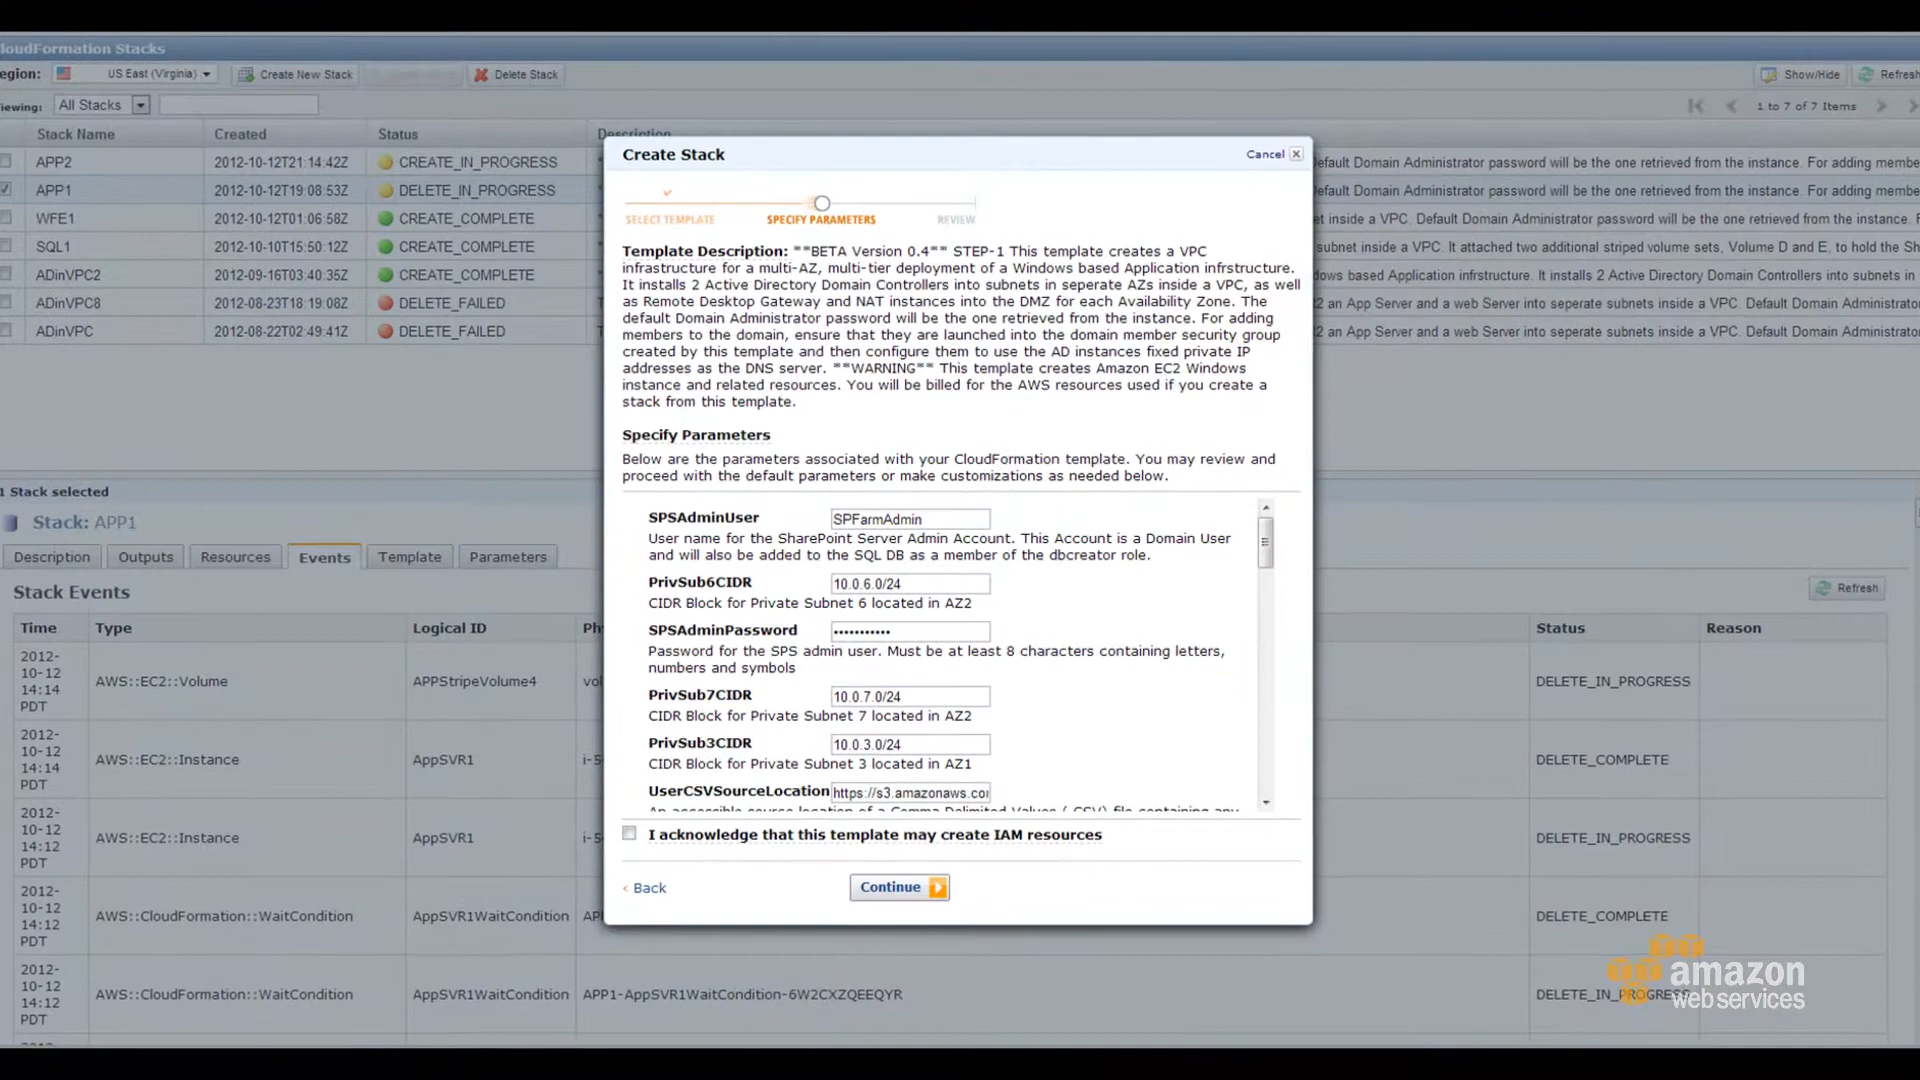 CloudFormation Stacks
egion: US East (Virginia) Create New Stack Delete Stack Show/Hide Refresh
iewing: All Stacks 1 to 7 of 7 Items
Stack Name Created Status Description
APP2 2012-10-12T21:14:42Z CREATE_IN_PROGRESS efault Domain Administrator password will be the one retrieved from the instance. For adding membe
APP1 2012-10-12T19:08:53Z DELETE_IN_PROGRESS efault Domain Administrator password will be the one retrieved from the instance. For adding membe
WFE1 2012-10-12T01:06:58Z CREATE_COMPLETE et inside a VPC. Default Domain Administrator password will be the one retrieved from the instance
SQL1 2012-10-10T15:50:12Z CREATE_COMPLETE subnet inside a VPC. It attached two additional striped volume sets, Volume D and E, to hold the Sh
ADinVPC2 2012-09-16T03:40:35Z CREATE_COMPLETE ows based Application infrstructure. It installs 2 Active Directory Domain Controllers into subnets in
ADinVPC8 2012-08-23T18:19:08Z DELETE_FAILED 2 an App Server and a web Server into seperate subnets inside a VPC. Default Domain Administrator
ADinVPC 2012-08-22T02:49:41Z DELETE_FAILED 2 an App Server and a web Server into seperate subnets inside a VPC. Default Domain Administrator
Create Stack Cancel
SELECT TEMPLATE SPECIFY PARAMETERS REVIEW
Template Description: **BETA Version 0.4** STEP-1 This template creates a VPC
infrastructure for a multi-AZ, multi-tier deployment of a Windows based Application infrstructure.
It installs 2 Active Directory Domain Controllers into subnets in seperate AZs inside a VPC, as well
as Remote Desktop Gateway and NAT instances into the DMZ for each Availability Zone. The
default Domain Administrator password will be the one retrieved from the instance. For adding
members to the domain, ensure that they are launched into the domain member security group
created by this template and then configure them to use the AD instances fixed private IP
addresses as the DNS server. **WARNING** This template creates Amazon EC2 Windows
instance and related resources. You will be billed for the AWS resources used if you create a
stack from this template.
Specify Parameters
Below are the parameters associated with your CloudFormation template. You may review and
proceed with the default parameters or make customizations as needed below.
SPSAdminUser SPFarmAdmin
User name for the SharePoint Server Admin Account. This Account is a Domain User
and will also be added to the SQL DB as a member of the dbcreator role.
PrivSub6CIDR 10.0.6.0/24
CIDR Block for Private Subnet 6 located in AZ2
SPSAdminPassword •••••••••••
Password for the SPS admin user. Must be at least 8 characters containing letters,
numbers and symbols
PrivSub7CIDR 10.0.7.0/24
CIDR Block for Private Subnet 7 located in AZ2
PrivSub3CIDR 10.0.3.0/24
CIDR Block for Private Subnet 3 located in AZ1
UserCSVSourceLocation https://s3.amazonaws.cor
An accessible source location of a Comma Delimited Values (.CSV) file containing any
I acknowledge that this template may create IAM resources
Back Continue
1 Stack selected
Stack: APP1
Description Outputs Resources Events Template Parameters
Stack Events Refresh
Time Type Logical ID Ph Status Reason
2012-
10-12
14:14
PDT
AWS::EC2::Volume APPStripeVolume4 vol DELETE_IN_PROGRESS
2012-
10-12
14:14
PDT
AWS::EC2::Instance AppSVR1 i-5 DELETE_COMPLETE
2012-
10-12
14:12
PDT
AWS::EC2::Instance AppSVR1 i-5 DELETE_IN_PROGRESS
2012-
10-12
14:12
PDT
AWS::CloudFormation::WaitCondition AppSVR1WaitCondition AP DELETE_COMPLETE
2012-
10-12
14:12
PDT
AWS::CloudFormation::WaitCondition AppSVR1WaitCondition APP1-AppSVR1WaitCondition-6W2CXZQEEQYR DELETE_IN_PROGRESS
amazon
webservices